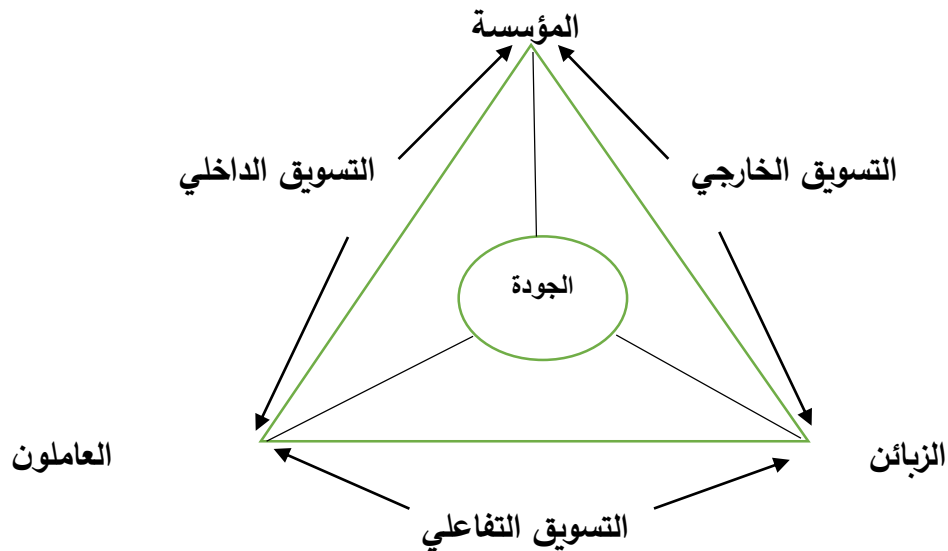 المؤسسة
التسويق الخارجي
التسويق الداخلي
الجودة
الزبائن
العاملون
التسويق التفاعلي